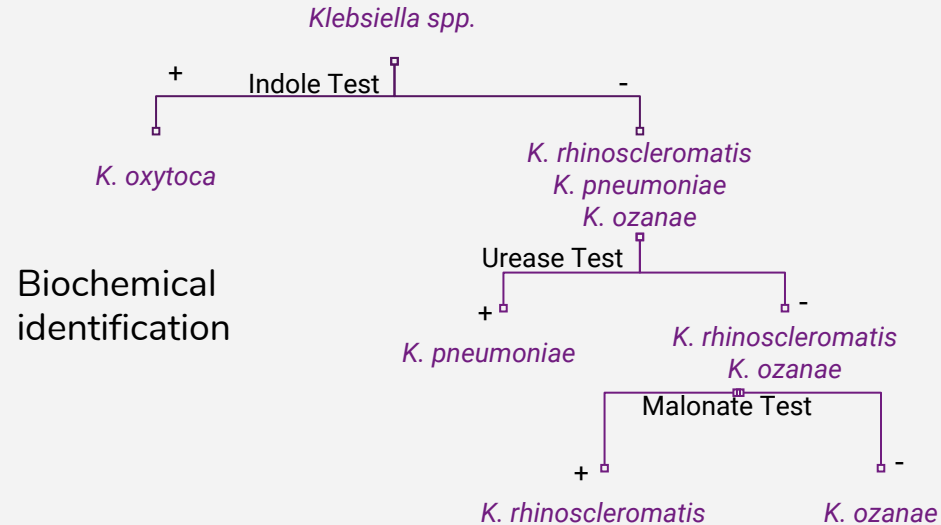 Klebsiella spp.
+
Indole Test
-
K. oxytoca
K. rhinoscleromatis
K. pneumoniae
K. ozanae
Urease Test
Biochemical
identification
+
-
K. pneumoniae
K. rhinoscleromatis
K. ozanae
Malonate Test
+
-
K. rhinoscleromatis
K. ozanae